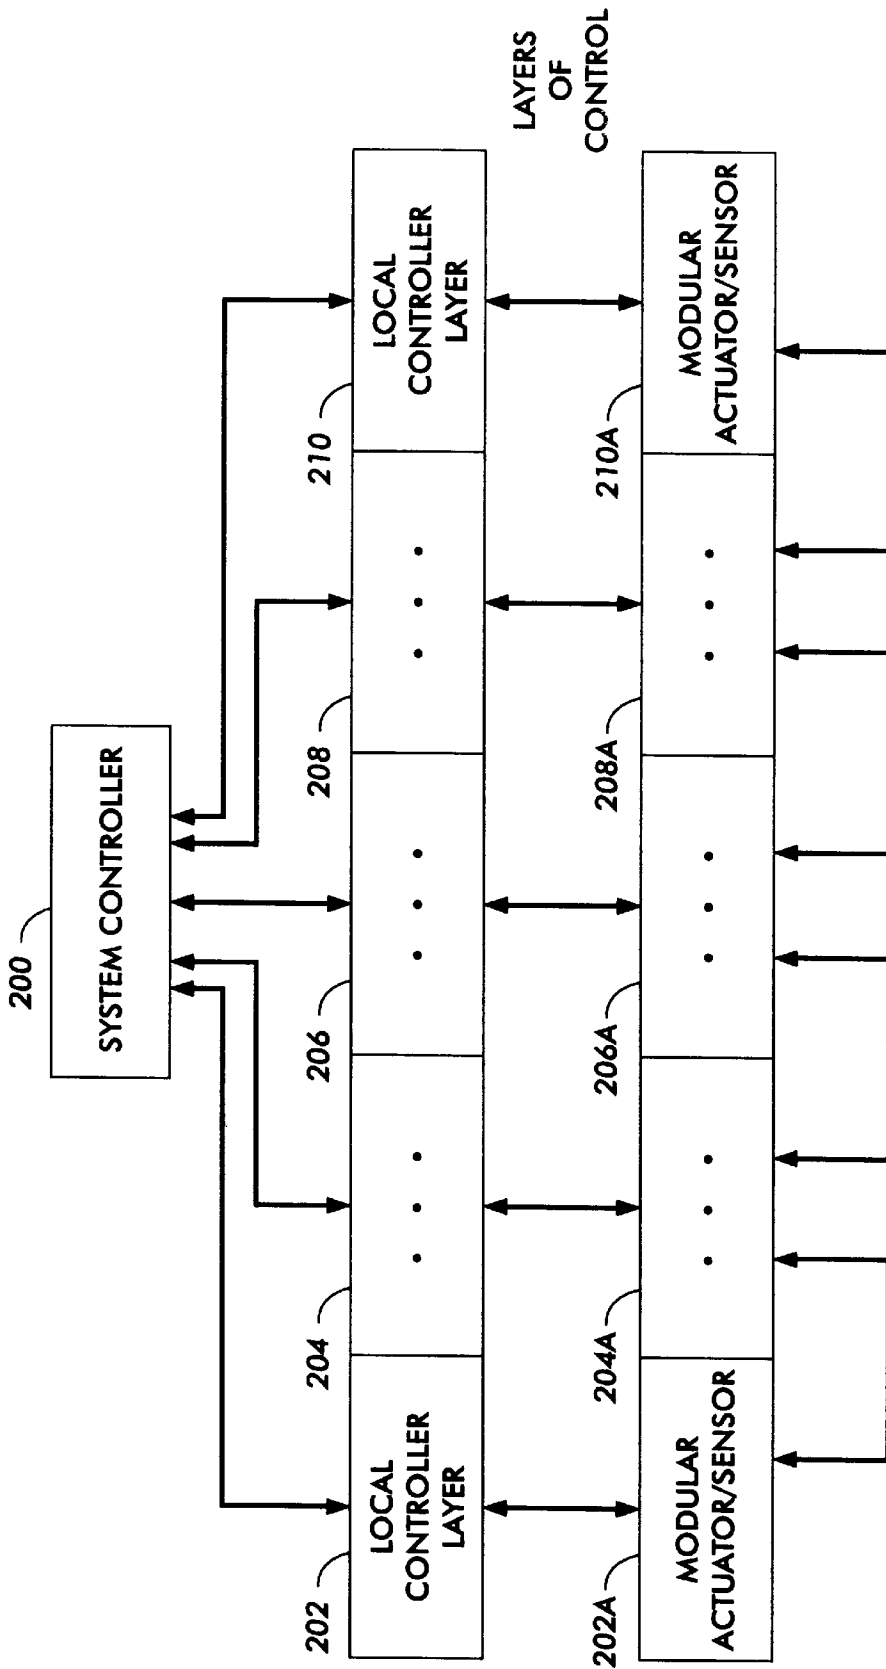 200
SYSTEM CONTROLLER
202
LOCAL
CONTROLLER
LAYER
204
206
208
210
LOCAL
CONTROLLER
LAYER
LAYERS
OF
CONTROL
202A
MODULAR
ACTUATOR/SENSOR
204A
206A
208A
210A
MODULAR
ACTUATOR/SENSOR